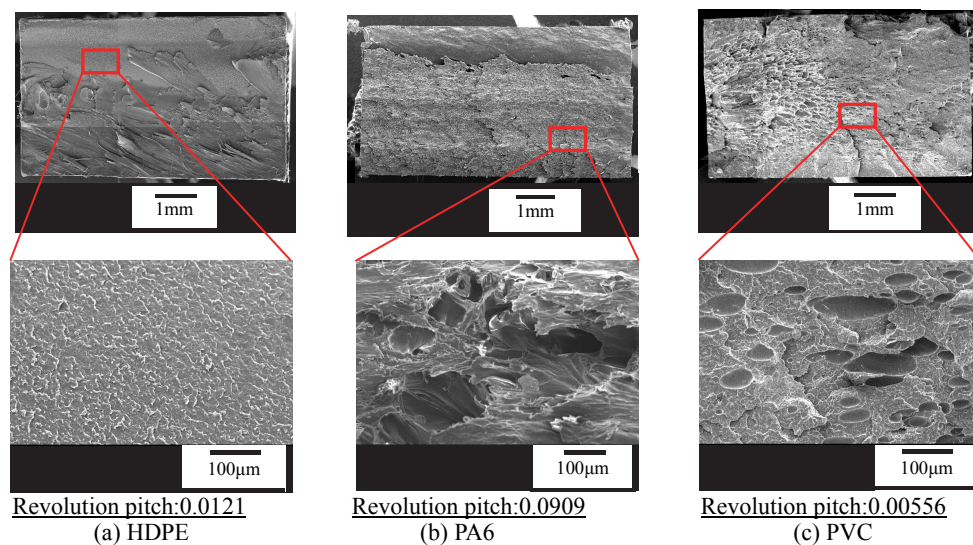 1mm
1mm
1mm
100μm
100μm
100μm
Revolution pitch:0.0121
Revolution pitch:0.0909
Revolution pitch:0.00556
(a) HDPE
(b) PA6
(c) PVC